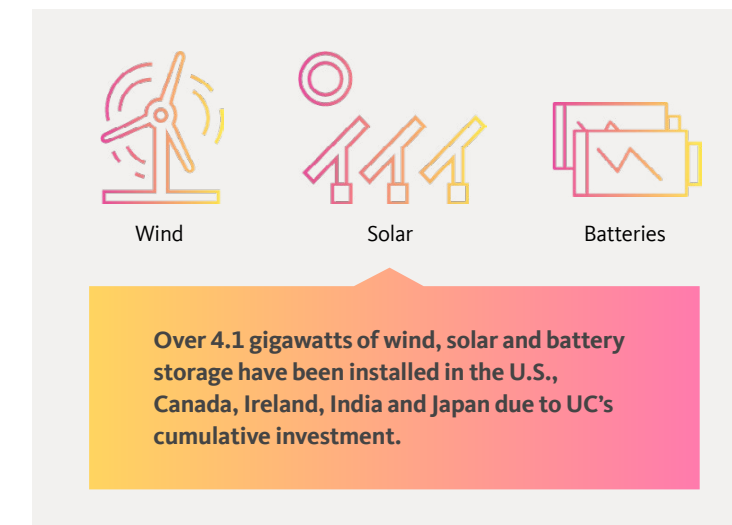 Wind
Solar
Batteries
Over 4.1 gigawatts of wind, solar and battery
storage have been installed in the U.S.,
Canada, Ireland, India and Japan due to UC’s
cumulative investment.